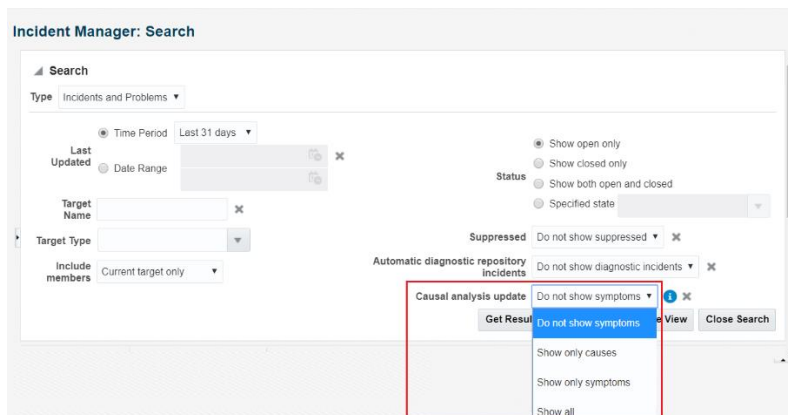 Incident Manager: Search
Search
Type Incidents and Problems
Time Period Last 31 days
Last Updated
Date Range
Target Name
Target Type
Include members Current target only
Status
Show open only
Show closed only
Show both open and closed
Specified state
Suppressed Do not show suppressed
Automatic diagnostic repository incidents Do not show diagnostic incidents
Causal analysis update Do not show symptoms
Get Resul
e View Close Search
Do not show symptoms
Show only causes
Show only symptoms
Show all